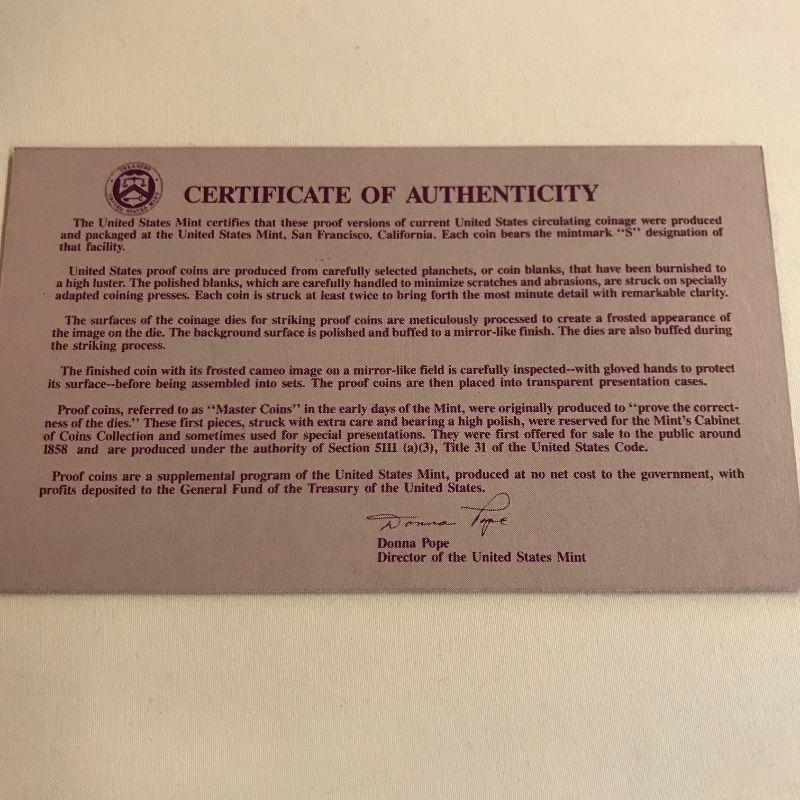 TREASURY
UNITED STATES MINT
CERTIFICATE OF AUTHENTICITY
The United States Mint certifies that these proof versions of current United States circulating coinage were produced
and packaged at the United States Mint, San Francisco, California. Each coin bears the mintmark "S" designation of
that facility.
United States proof coins are produced from carefully selected planchets, or coin blanks, that have been burnished to
a high luster. The polished blanks, which are carefully handled to minimize scratches and abrasions, are struck on specially
adapted coining presses. Each coin is struck at least twice to bring forth the most minute detail with remarkable clarity.
The surfaces of the coinage dies for striking proof coins are meticulously processed to create a frosted appearance of
the image on the die. The background surface is polished and buffed to a mirror-like finish. The dies are also buffed during
the striking process.
The finished coin with its frosted cameo image on a mirror-like field is carefully inspected--with gloved hands to protect
its surface--before being assembled into sets. The proof coins are then placed into transparent presentation cases.
Proof coins, referred to as "Master Coins" in the early days of the Mint, were originally produced to "prove the correct-
ness of the dies." These first pieces, struck with extra care and bearing a high polish, were reserved for the Mint's Cabinet
of Coins Collection and sometimes used for special presentations. They were first offered for sale to the public around
1858 and are produced under the authority of Section 5111 (a)(3), Title 31 of the United States Code.
Proof coins are a supplemental program of the United States Mint, produced at no net cost to the government, with
profits deposited to the General Fund of the Treasury of the United States.
Donna Pope
Donna Pope
Director of the United States Mint